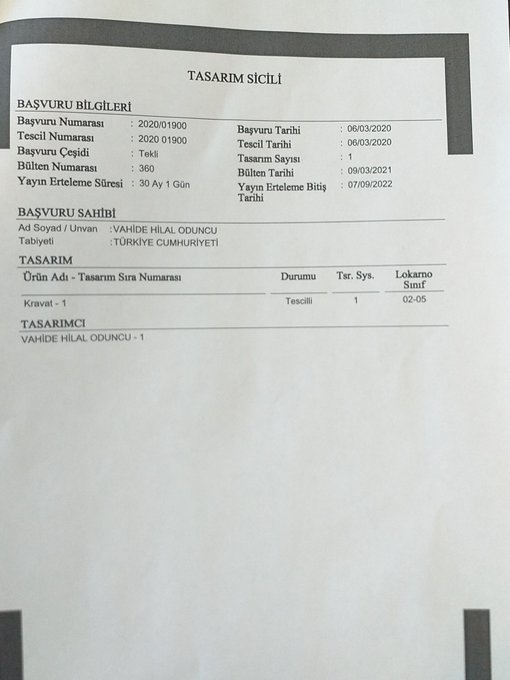 TASARIM SİCİLİ
BAŞVURU BİLGİLERİ
Başvuru Numarası : 2020/01900 Başvuru Tarihi : 06/03/2020
Tescil Numarası : 2020 01900 Tescil Tarihi : 06/03/2020
Başvuru Çeşidi : Tekli Tasarım Sayısı : 1
Bülten Numarası : 360 Bülten Tarihi : 09/03/2021
Yayın Erteleme Süresi : 30 Ay 1 Gün Yayın Erteleme Bitiş : 07/09/2022
Tarihi
BAŞVURU SAHİBİ
Ad Soyad / Unvan :VAHİDE HİLAL ODUNCU
Tabiyeti :TÜRKİYE CUMHURİYETİ
TASARIM
Ürün Adı - Tasarım Sıra Numarası Durumu Tsr. Sys. Lokarno
Sınıf
Kravat - 1 Tescilli 1 02-05
TASARIMCI
VAHİDE HİLAL ODUNCU - 1